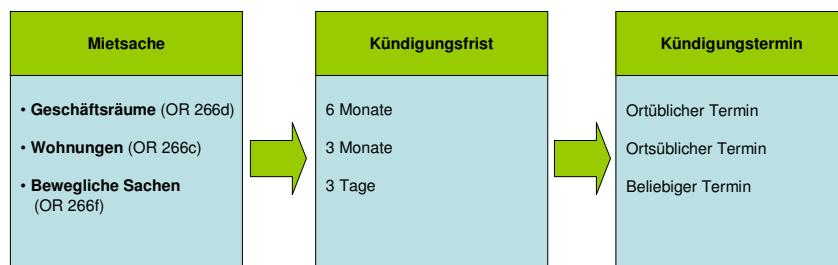 Mietsache
• Geschäftsräume (OR 266d)
• Wohnungen (OR 266c)
• Bewegliche Sachen
(OR 266f)
Kündigungsfrist
6 Monate
3 Monate
3 Tage
Kündigungstermin
Ortüblicher Termin
Ortsüblicher Termin
Beliebiger Termin